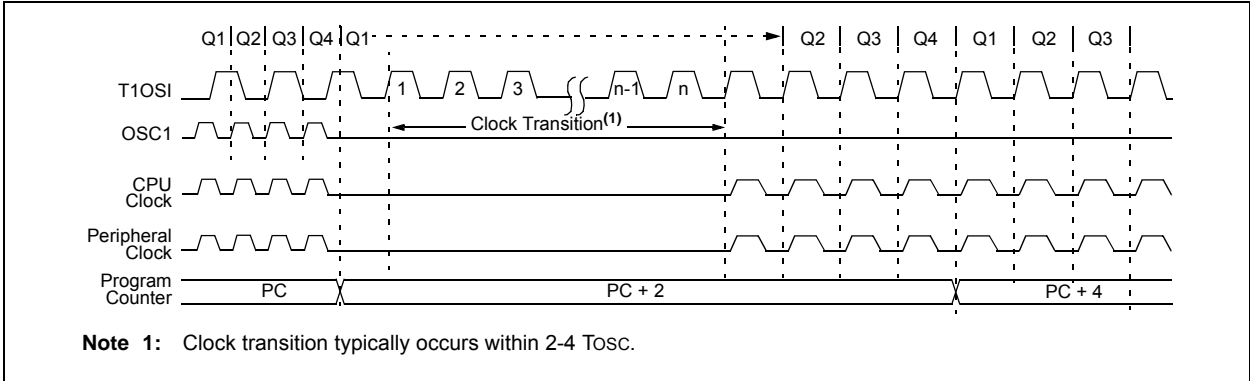 Q1 Q2 Q3 Q4 Q1 Q2 Q3 Q4 Q1 Q2 Q3
T1OSI 1 2 3 n-1 n
Clock Transition(1)
OSC1
CPU
Clock
Peripheral
Clock
Program
Counter PC PC + 2 PC + 4
Note 1: Clock transition typically occurs within 2-4 TOSC.